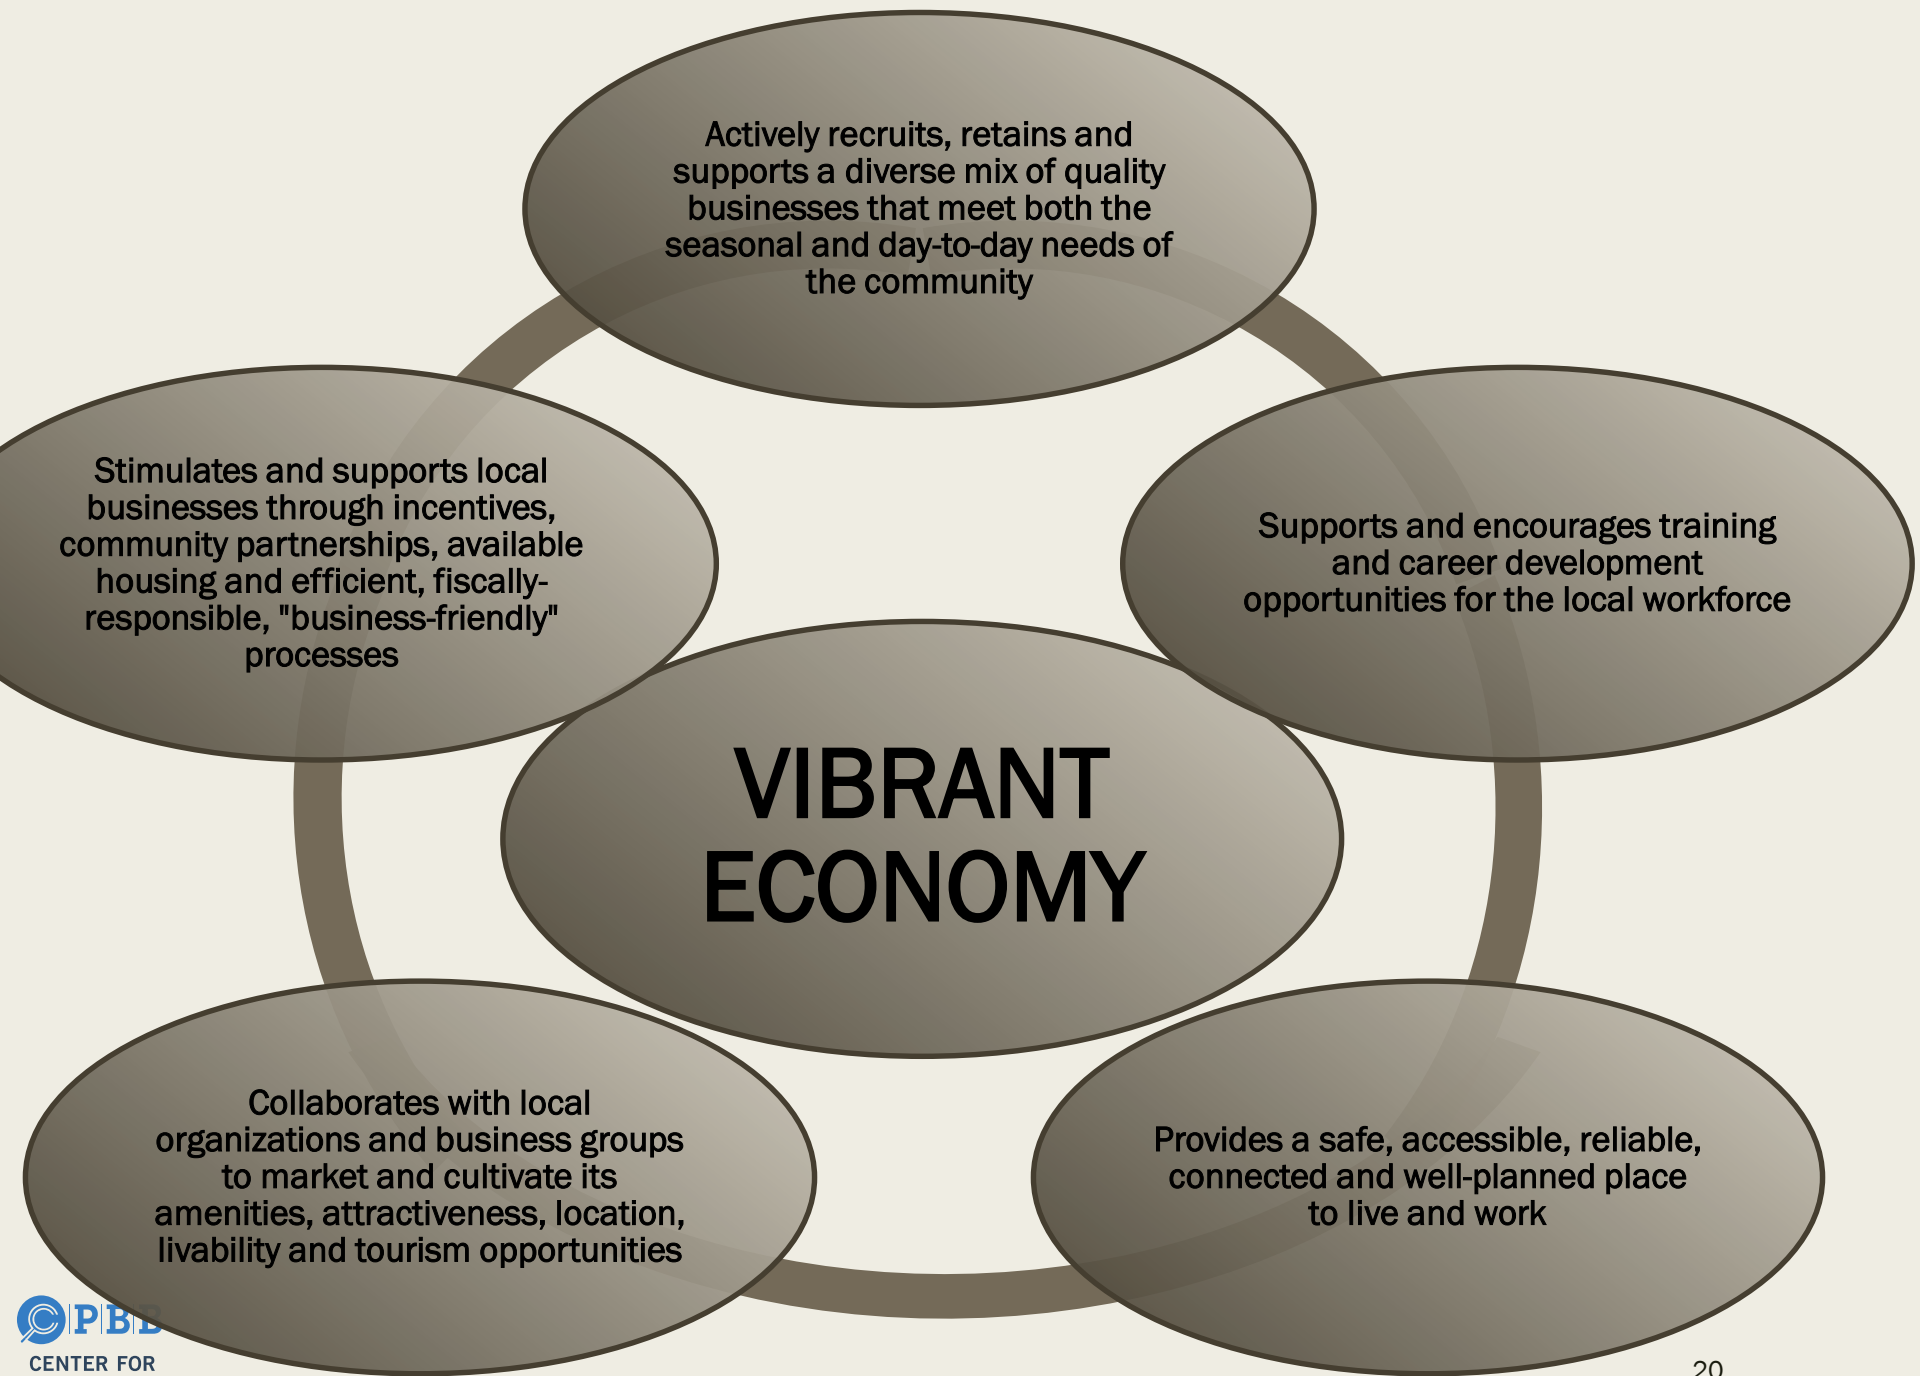 Actively recruits, retains and
supports a diverse mix of quality
businesses that meet both the
seasonal and day-to-day needs of
the community
Stimulates and supports local
businesses through incentives,
community partnerships, available
housing and efficient, fiscally-
responsible, "business-friendly"
processes
Supports and encourages training
and career development
opportunities for the local workforce
VIBRANT
ECONOMY
Collaborates with local
organizations and business groups
to market and cultivate its
amenities, attractiveness, location,
livability and tourism opportunities
Provides a safe, accessible, reliable,
connected and well-planned place
to live and work
C|P|B|B
CENTER FOR
20